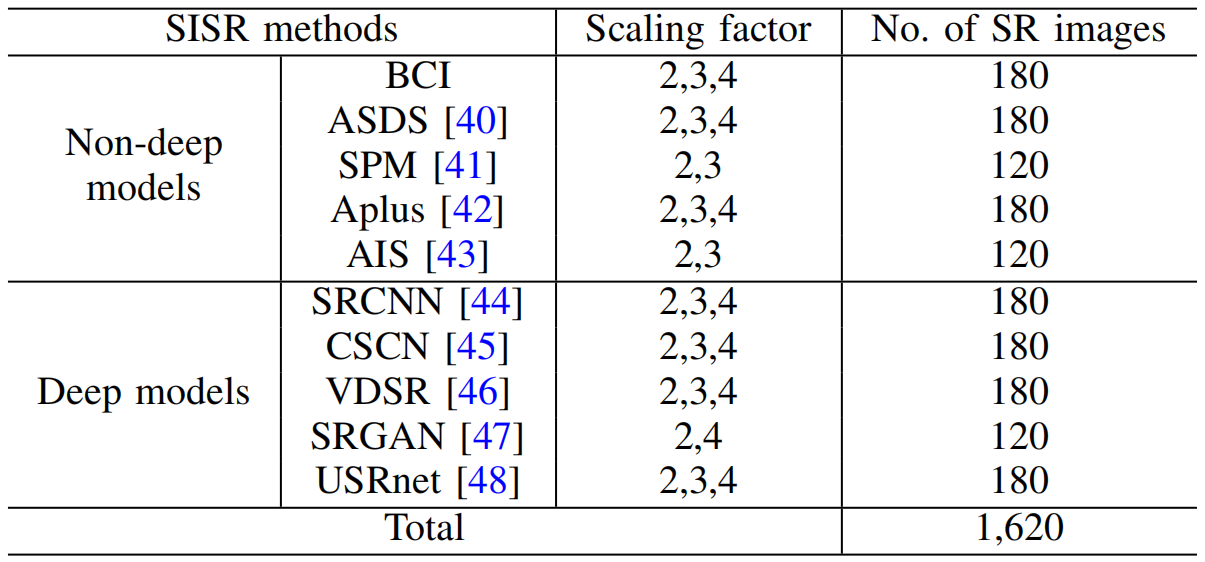 SISR methods Scaling factor No. of SR images
Non-deep models
BCI 2,3,4 180
ASDS [40] 2,3,4 180
SPM [41] 2,3 120
Aplus [42] 2,3,4 180
AIS [43] 2,3 120
Deep models
SRCNN [44] 2,3,4 180
CSCN [45] 2,3,4 180
VDSR [46] 2,3,4 180
SRGAN [47] 2,4 120
USRnet [48] 2,3,4 180
Total 1,620